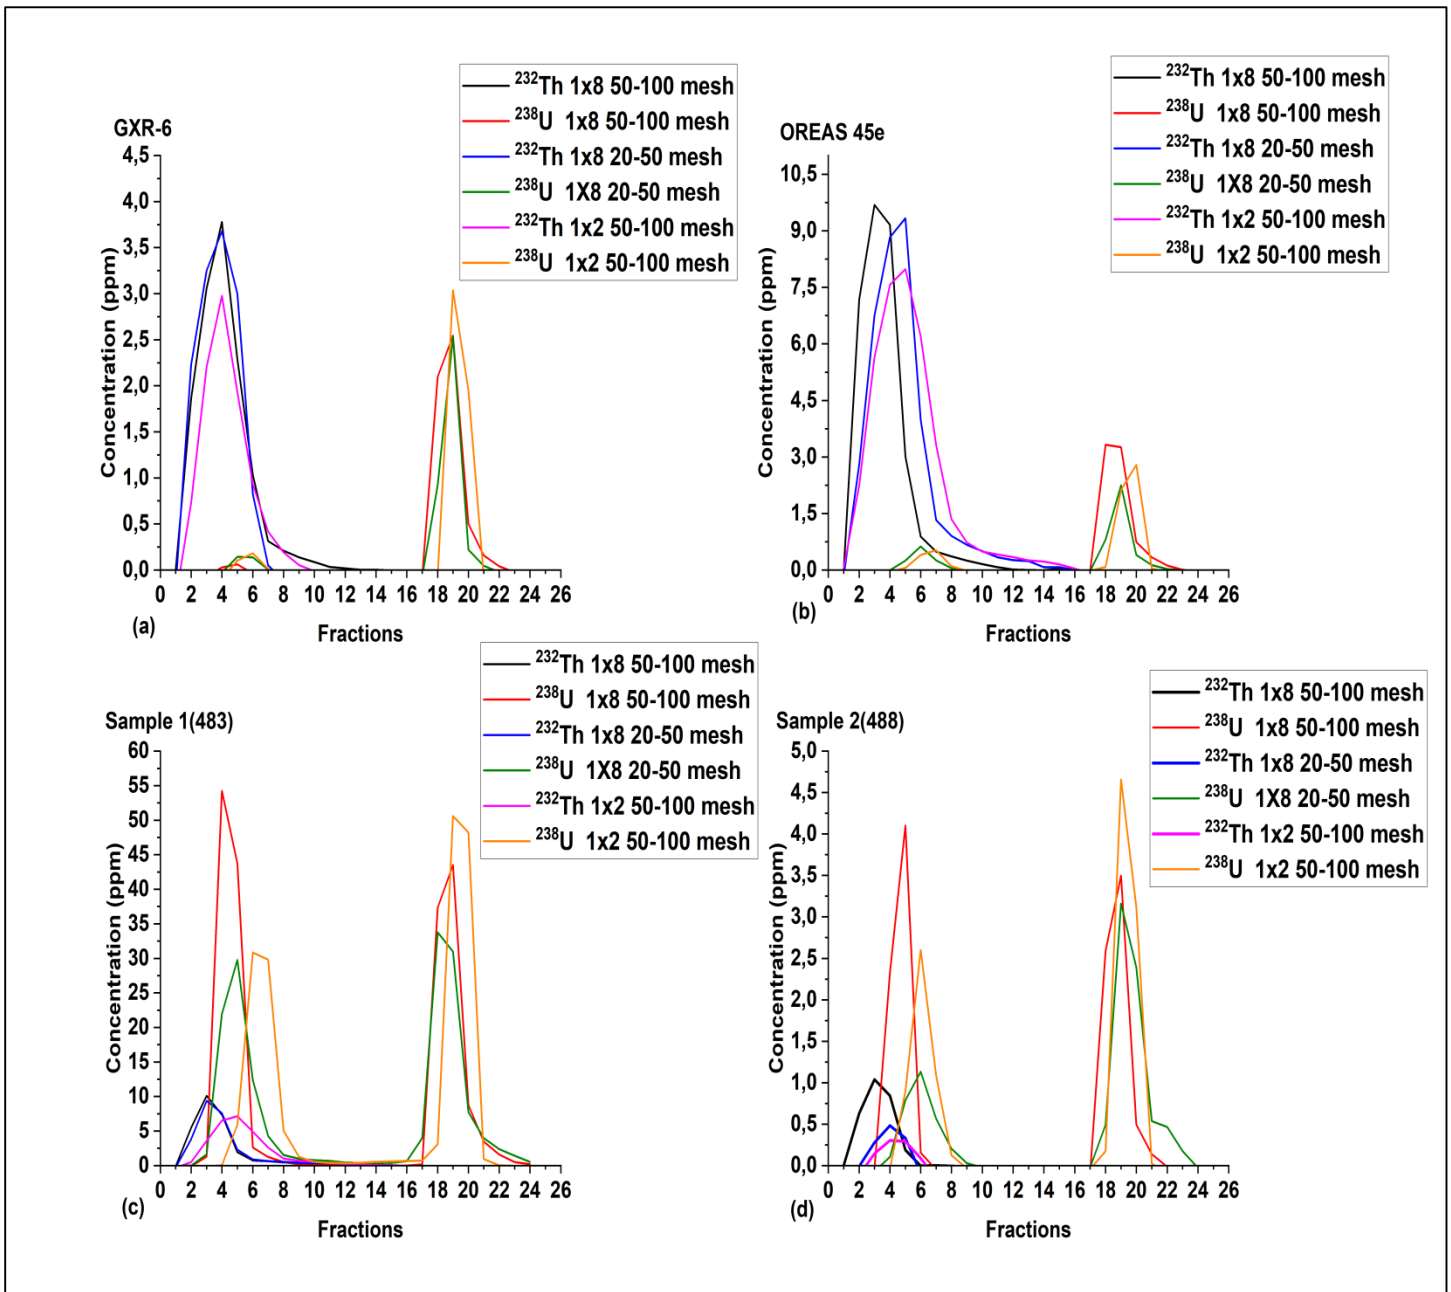 GXR-6
²³²Th 1x8 50-100 mesh
²³⁸U 1x8 50-100 mesh
²³²Th 1x8 20-50 mesh
²³⁸U 1X8 20-50 mesh
²³²Th 1x2 50-100 mesh
²³⁸U 1x2 50-100 mesh
4,5
4,0
3,5
3,0
2,5
2,0
1,5
1,0
0,5
0,0
Concentration (ppm)
0 2 4 6 8 10 12 14 16 18 20 22 24 26
(a)
Fractions
OREAS 45e
²³²Th 1x8 50-100 mesh
²³⁸U 1x8 50-100 mesh
²³²Th 1x8 20-50 mesh
²³⁸U 1X8 20-50 mesh
²³²Th 1x2 50-100 mesh
²³⁸U 1x2 50-100 mesh
10,5
9,0
7,5
6,0
4,5
3,0
1,5
0,0
Concentration (ppm)
0 2 4 6 8 10 12 14 16 18 20 22 24 26
(b)
Fractions
Sample 1(483)
²³²Th 1x8 50-100 mesh
²³⁸U 1x8 50-100 mesh
²³²Th 1x8 20-50 mesh
²³⁸U 1X8 20-50 mesh
²³²Th 1x2 50-100 mesh
²³⁸U 1x2 50-100 mesh
60
55
50
45
40
35
30
25
20
15
10
5
0
Concentration (ppm)
0 2 4 6 8 10 12 14 16 18 20 22 24 26
(c)
Fractions
Sample 2(488)
²³²Th 1x8 50-100 mesh
²³⁸U 1x8 50-100 mesh
²³²Th 1x8 20-50 mesh
²³⁸U 1X8 20-50 mesh
²³²Th 1x2 50-100 mesh
²³⁸U 1x2 50-100 mesh
5,0
4,5
4,0
3,5
3,0
2,5
2,0
1,5
1,0
0,5
0,0
Concentration (ppm)
0 2 4 6 8 10 12 14 16 18 20 22 24 26
(d)
Fractions